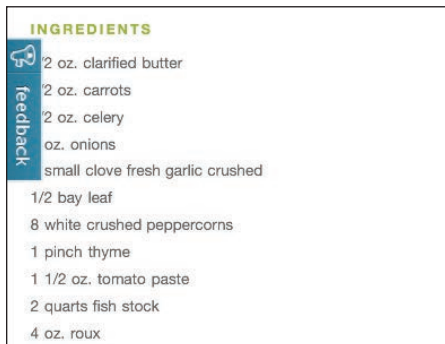 INGREDIENTS
/2 oz. clarified butter
/2 oz. carrots
/2 oz. celery
oz. onions
small clove fresh garlic crushed
1/2 bay leaf
8 white crushed peppercorns
1 pinch thyme
1 1/2 oz. tomato paste
2 quarts fish stock
4 oz. roux
feedback